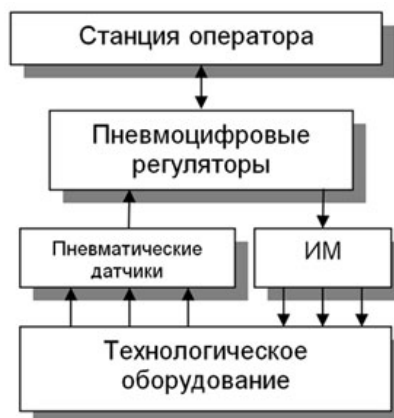 Станция оператора
Пневмоцифровые
регуляторы
Пневматические
датчики
ИМ
Технологическое
оборудование